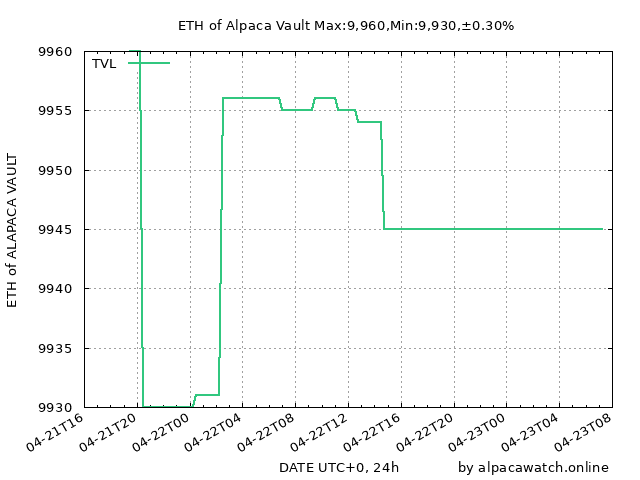 ETH of Alpaca Vault Max:9,960,Min:9,930,±0.30%
9960
TVL
9955
9950
9945
9940
9935
9930
ETH of ALAPACA VAULT
04-21T16
04-21T20
04-22T00
04-22T04
04-22T08
04-22T12
04-22T16
04-22T20
04-23T00
04-23T04
04-23T08
DATE UTC+0, 24h
by alpacawatch.online